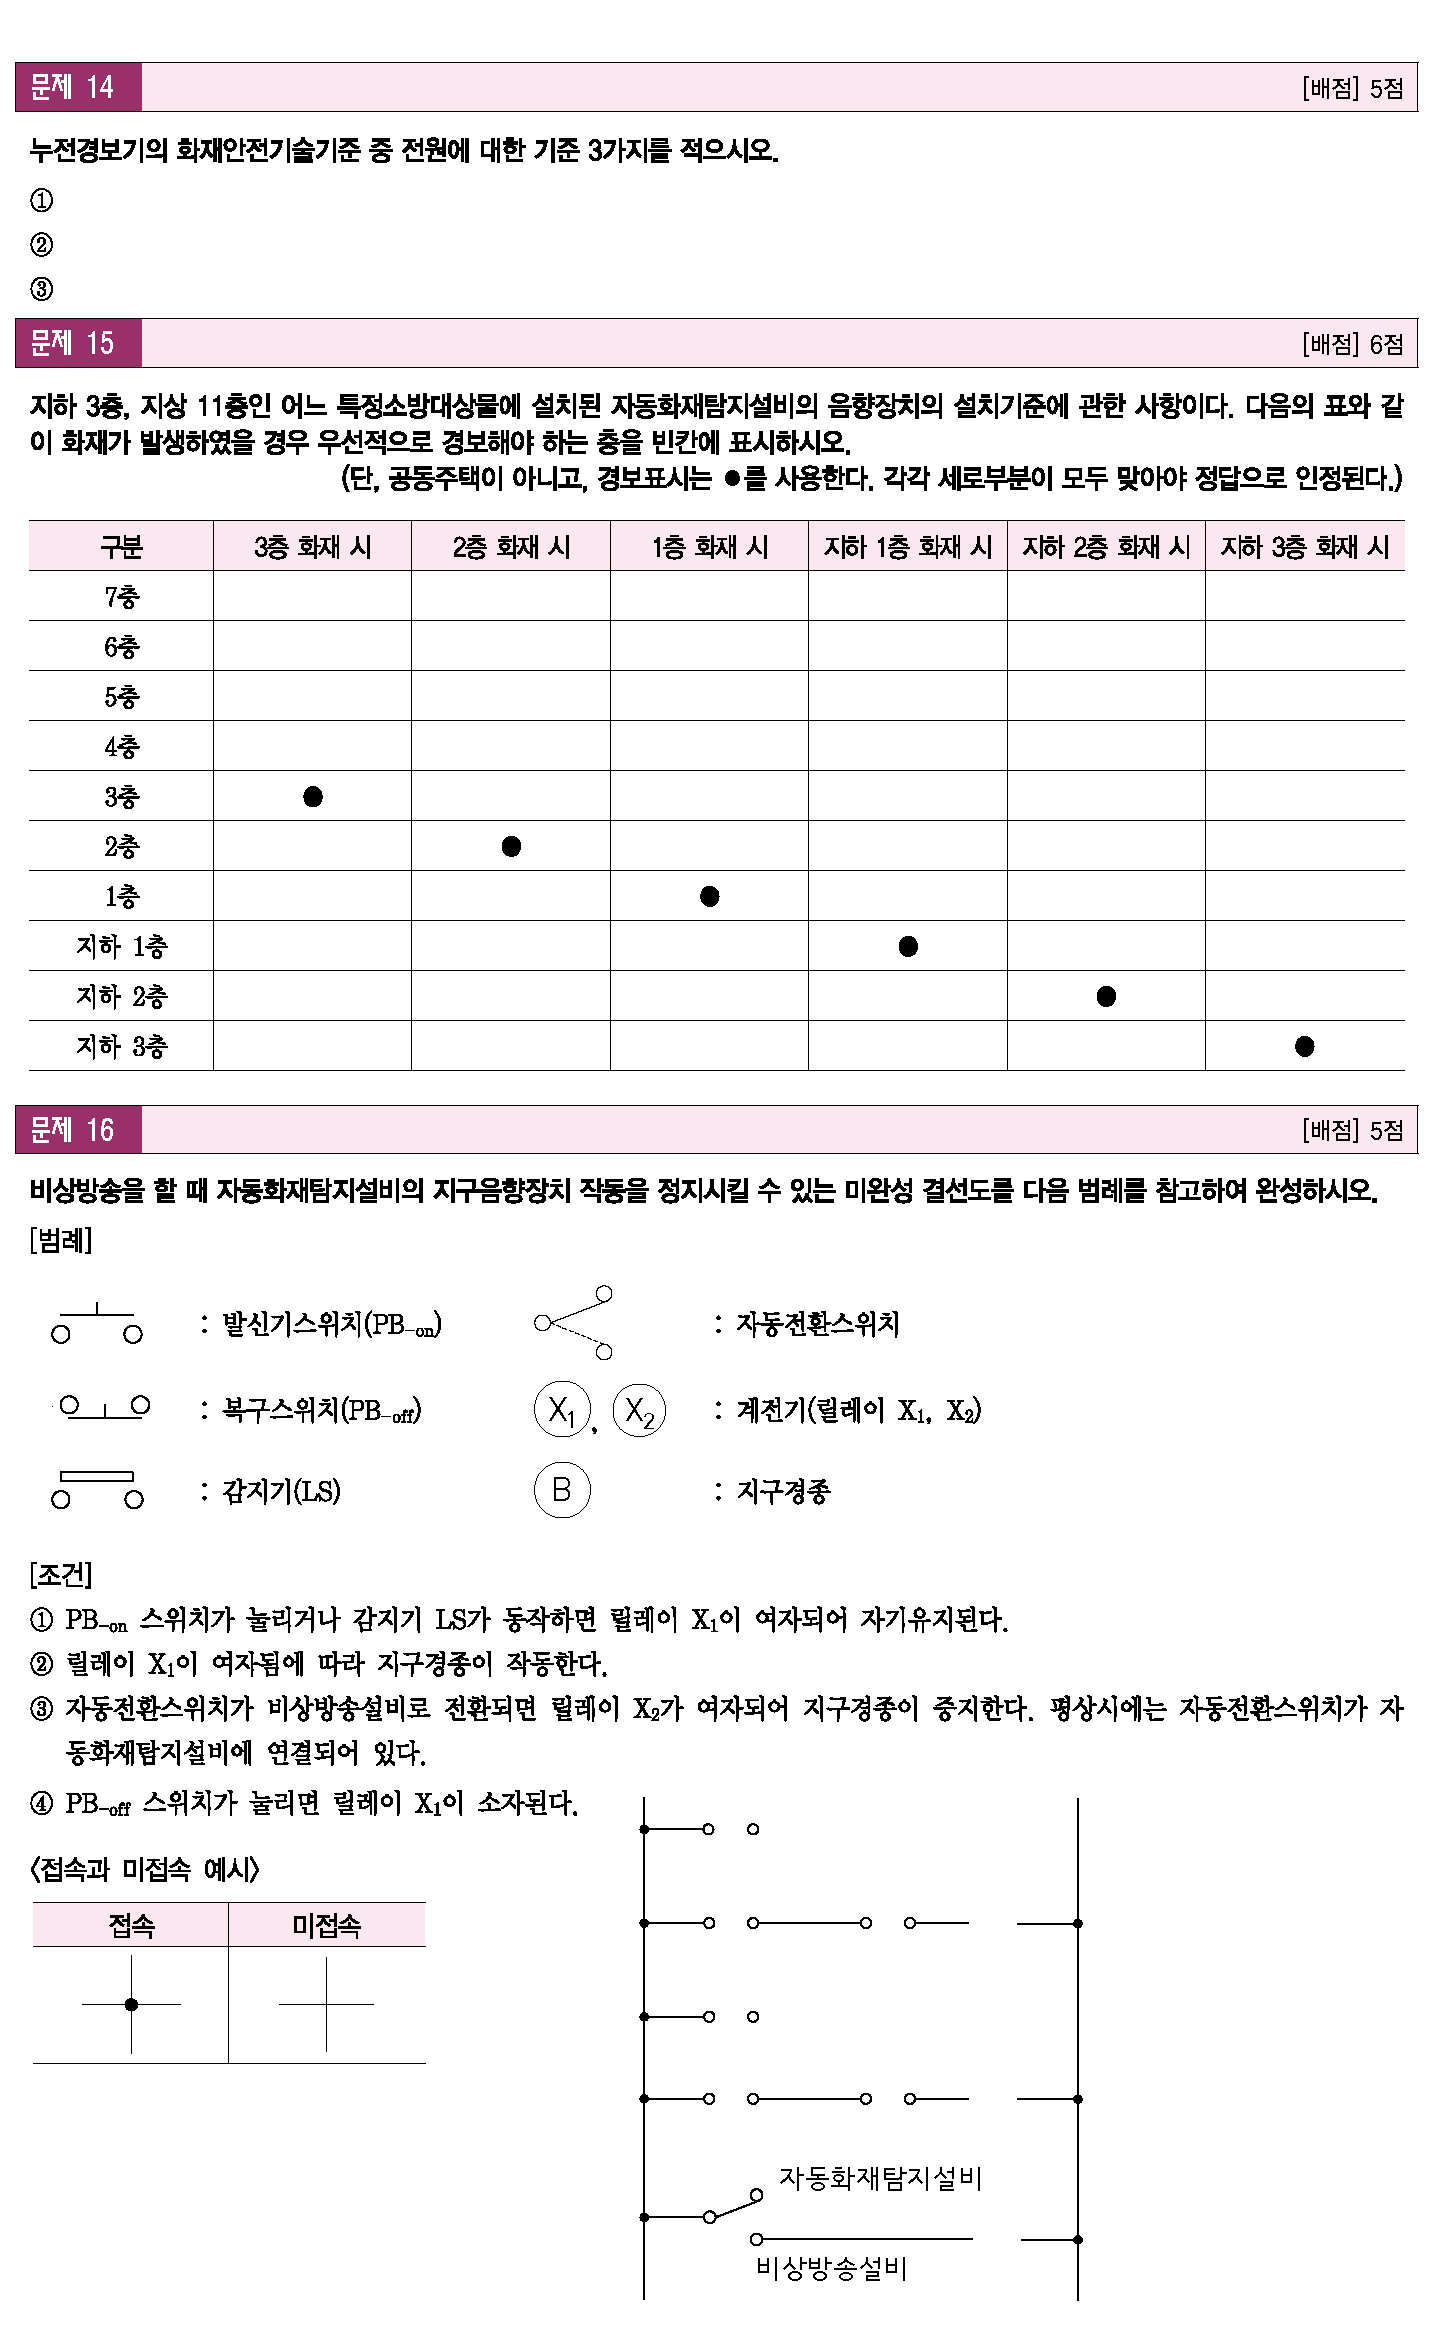 문제 14
[배점] 5점
누전경보기의 화재안전기술기준 중 전원에 대한 기준 3가지를 적으시오.
①
②
③
문제 15
[배점] 6점
지하 3층, 지상 11층인 어느 특정소방대상물에 설치된 자동화재탐지설비의 음향장치의 설치기준에 관한 사항이다. 다음의 표와 같
이 화재가 발생하였을 경우 우선적으로 경보해야 하는 층을 빈칸에 표시하시오.
(단, 공동주택이 아니고, 경보표시는 ●를 사용한다. 각각 세로부분이 모두 맞아야 정답으로 인정된다.)
구분 3층 화재 시 2층 화재 시 1층 화재 시 지하 1층 화재 시 지하 2층 화재 시 지하 3층 화재 시
7층
6층
5층
4층
3층 ●
2층 ●
1층 ●
지하 1층 ●
지하 2층 ●
지하 3층 ●
문제 16
[배점] 5점
비상방송을 할 때 자동화재탐지설비의 지구음향장치 작동을 정지시킬 수 있는 미완성 결선도를 다음 범례를 참고하여 완성하시오.
[범례]
: 발신기스위치(PB-on)
: 자동전환스위치
: 복구스위치(PB-off)
X1, X2 : 계전기(릴레이 X1, X2)
: 감지기(LS)
B : 지구경종
[조건]
① PB-on 스위치가 눌리거나 감지기 LS가 동작하면 릴레이 X1이 여자되어 자기유지된다.
② 릴레이 X1이 여자됨에 따라 지구경종이 작동한다.
③ 자동전환스위치가 비상방송설비로 전환되면 릴레이 X2가 여자되어 지구경종이 중지한다. 평상시에는 자동전환스위치가 자
동화재탐지설비에 연결되어 있다.
④ PB-off 스위치가 눌리면 릴레이 X1이 소자된다.
<접속과 미접속 예시>
접속 미접속
자동화재탐지설비
비상방송설비